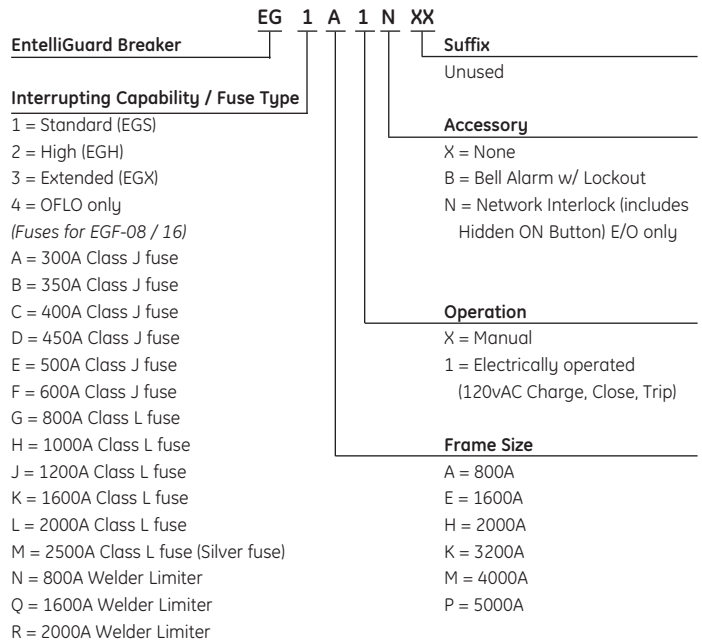 EG 1 A 1 N XX
EntelliGuard Breaker
Interrupting Capability / Fuse Type
1 = Standard (EGS)
2 = High (EGH)
3 = Extended (EGX)
4 = OFLO only
(Fuses for EGF-08 / 16)
A = 300A Class J fuse
B = 350A Class J fuse
C = 400A Class J fuse
D = 450A Class J fuse
E = 500A Class J fuse
F = 600A Class J fuse
G = 800A Class L fuse
H = 1000A Class L fuse
J = 1200A Class L fuse
K = 1600A Class L fuse
L = 2000A Class L fuse
M = 2500A Class L fuse (Silver fuse)
N = 800A Welder Limiter
Q = 1600A Welder Limiter
R = 2000A Welder Limiter
Suffix
Unused
Accessory
X = None
B = Bell Alarm w/ Lockout
N = Network Interlock (includes
Hidden ON Button) E/O only
Operation
X = Manual
1 = Electrically operated
(120vAC Charge, Close, Trip)
Frame Size
A = 800A
E = 1600A
H = 2000A
K = 3200A
M = 4000A
P = 5000A